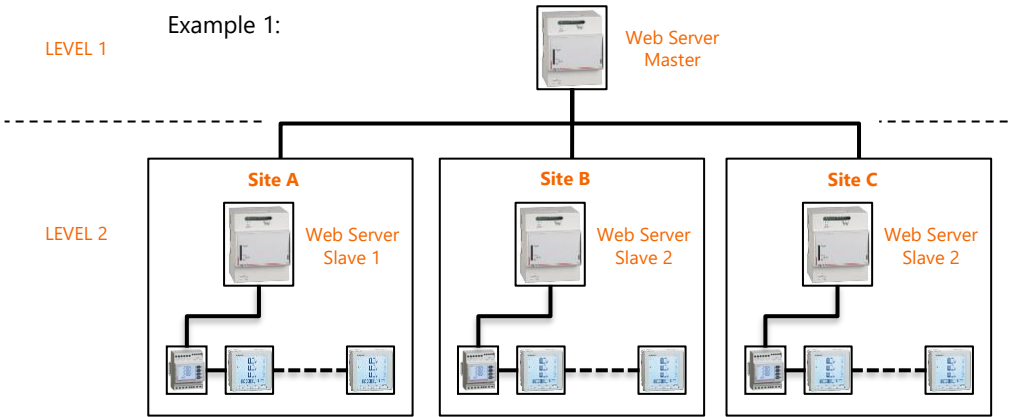 Example 1:
LEVEL 1
Web Server
Master
Site A
Site B
Site C
LEVEL 2
Web Server
Slave 1
Web Server
Slave 2
Web Server
Slave 2